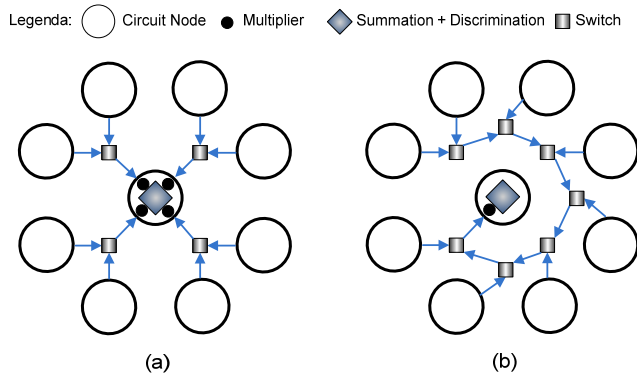 Legenda: Circuit Node Multiplier Summation + Discrimination Switch
(a) (b)